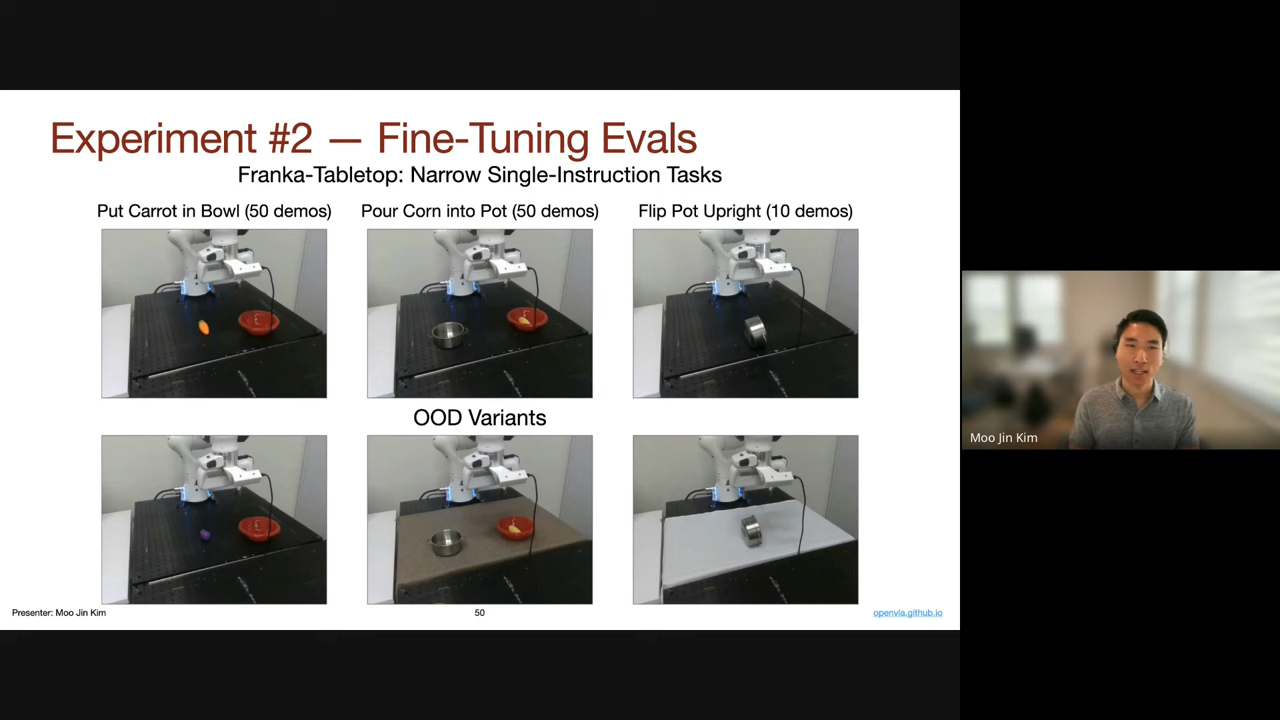 Experiment #2 — Fine-Tuning Evals
Franka-Tabletop: Narrow Single-Instruction Tasks
Put Carrot in Bowl (50 demos)
Pour Corn into Pot (50 demos)
Flip Pot Upright (10 demos)
OOD Variants
Presenter: Moo Jin Kim
50
openvla.github.io
Moo Jin Kim